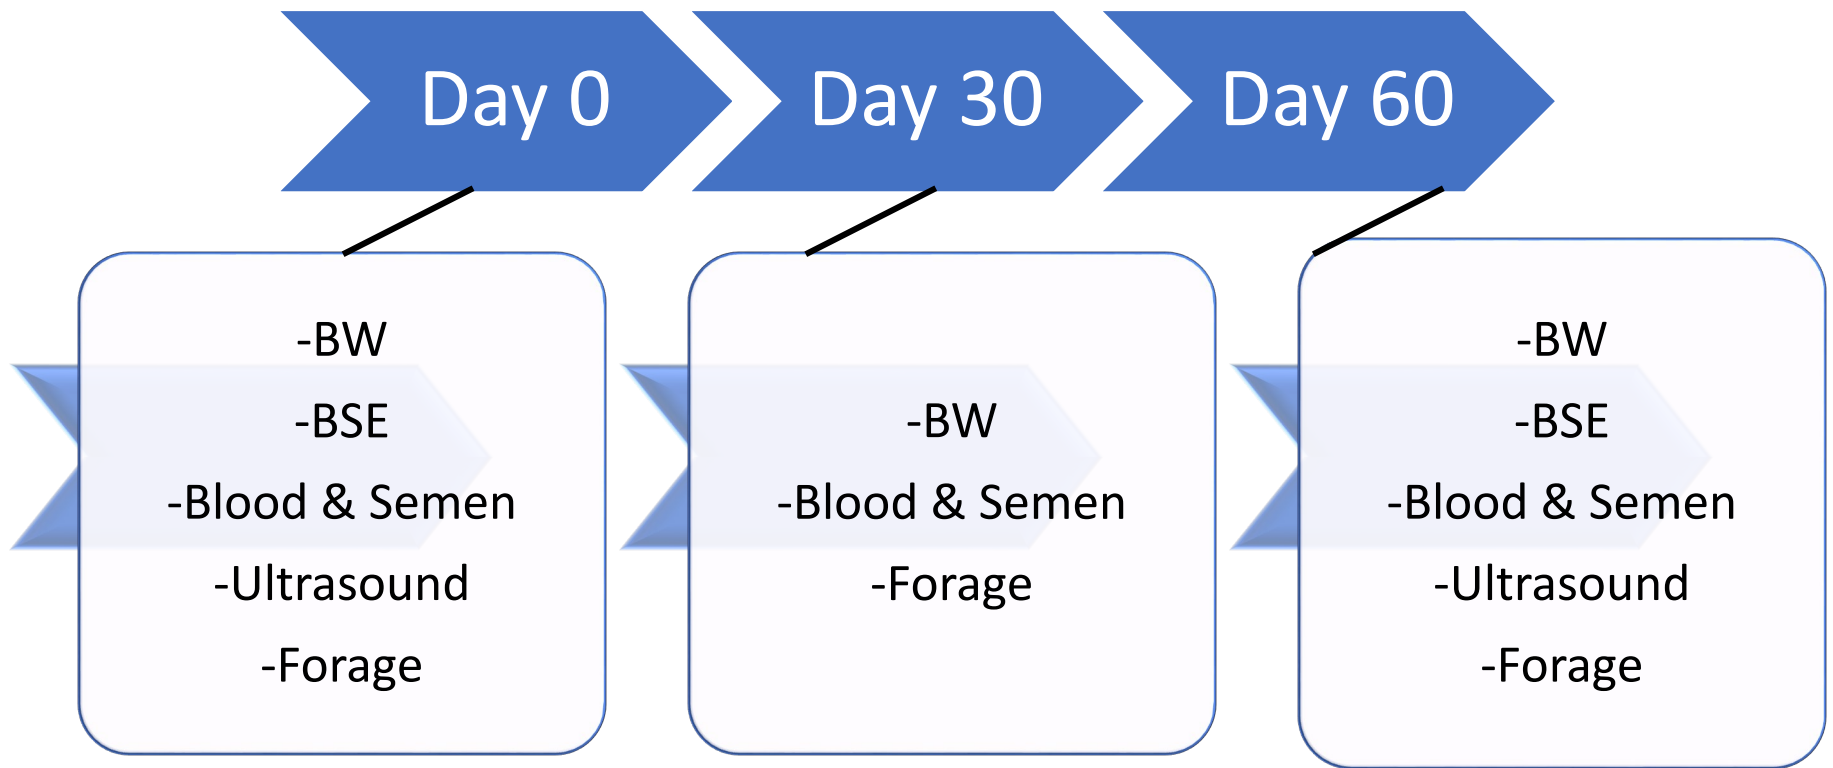 Day 0
Day 30
Day 60
-BW
-BSE
-Blood & Semen
-Ultrasound
-Forage
-BW
-Blood & Semen
-Forage
-BW
-BSE
-Blood & Semen
-Ultrasound
-Forage